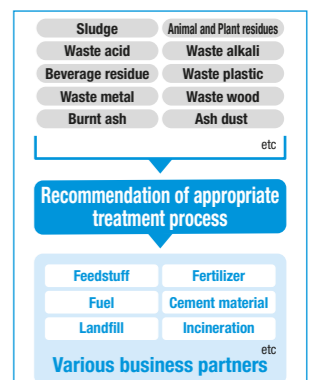 Sludge
Animal and Plant residues
Waste acid
Waste alkali
Beverage residue
Waste plastic
Waste metal
Waste wood
Burnt ash
Ash dust
etc
Recommendation of appropriate
treatment process
Feedstuff
Fertilizer
Fuel
Cement material
Landfill
Incineration
etc
Various business partners